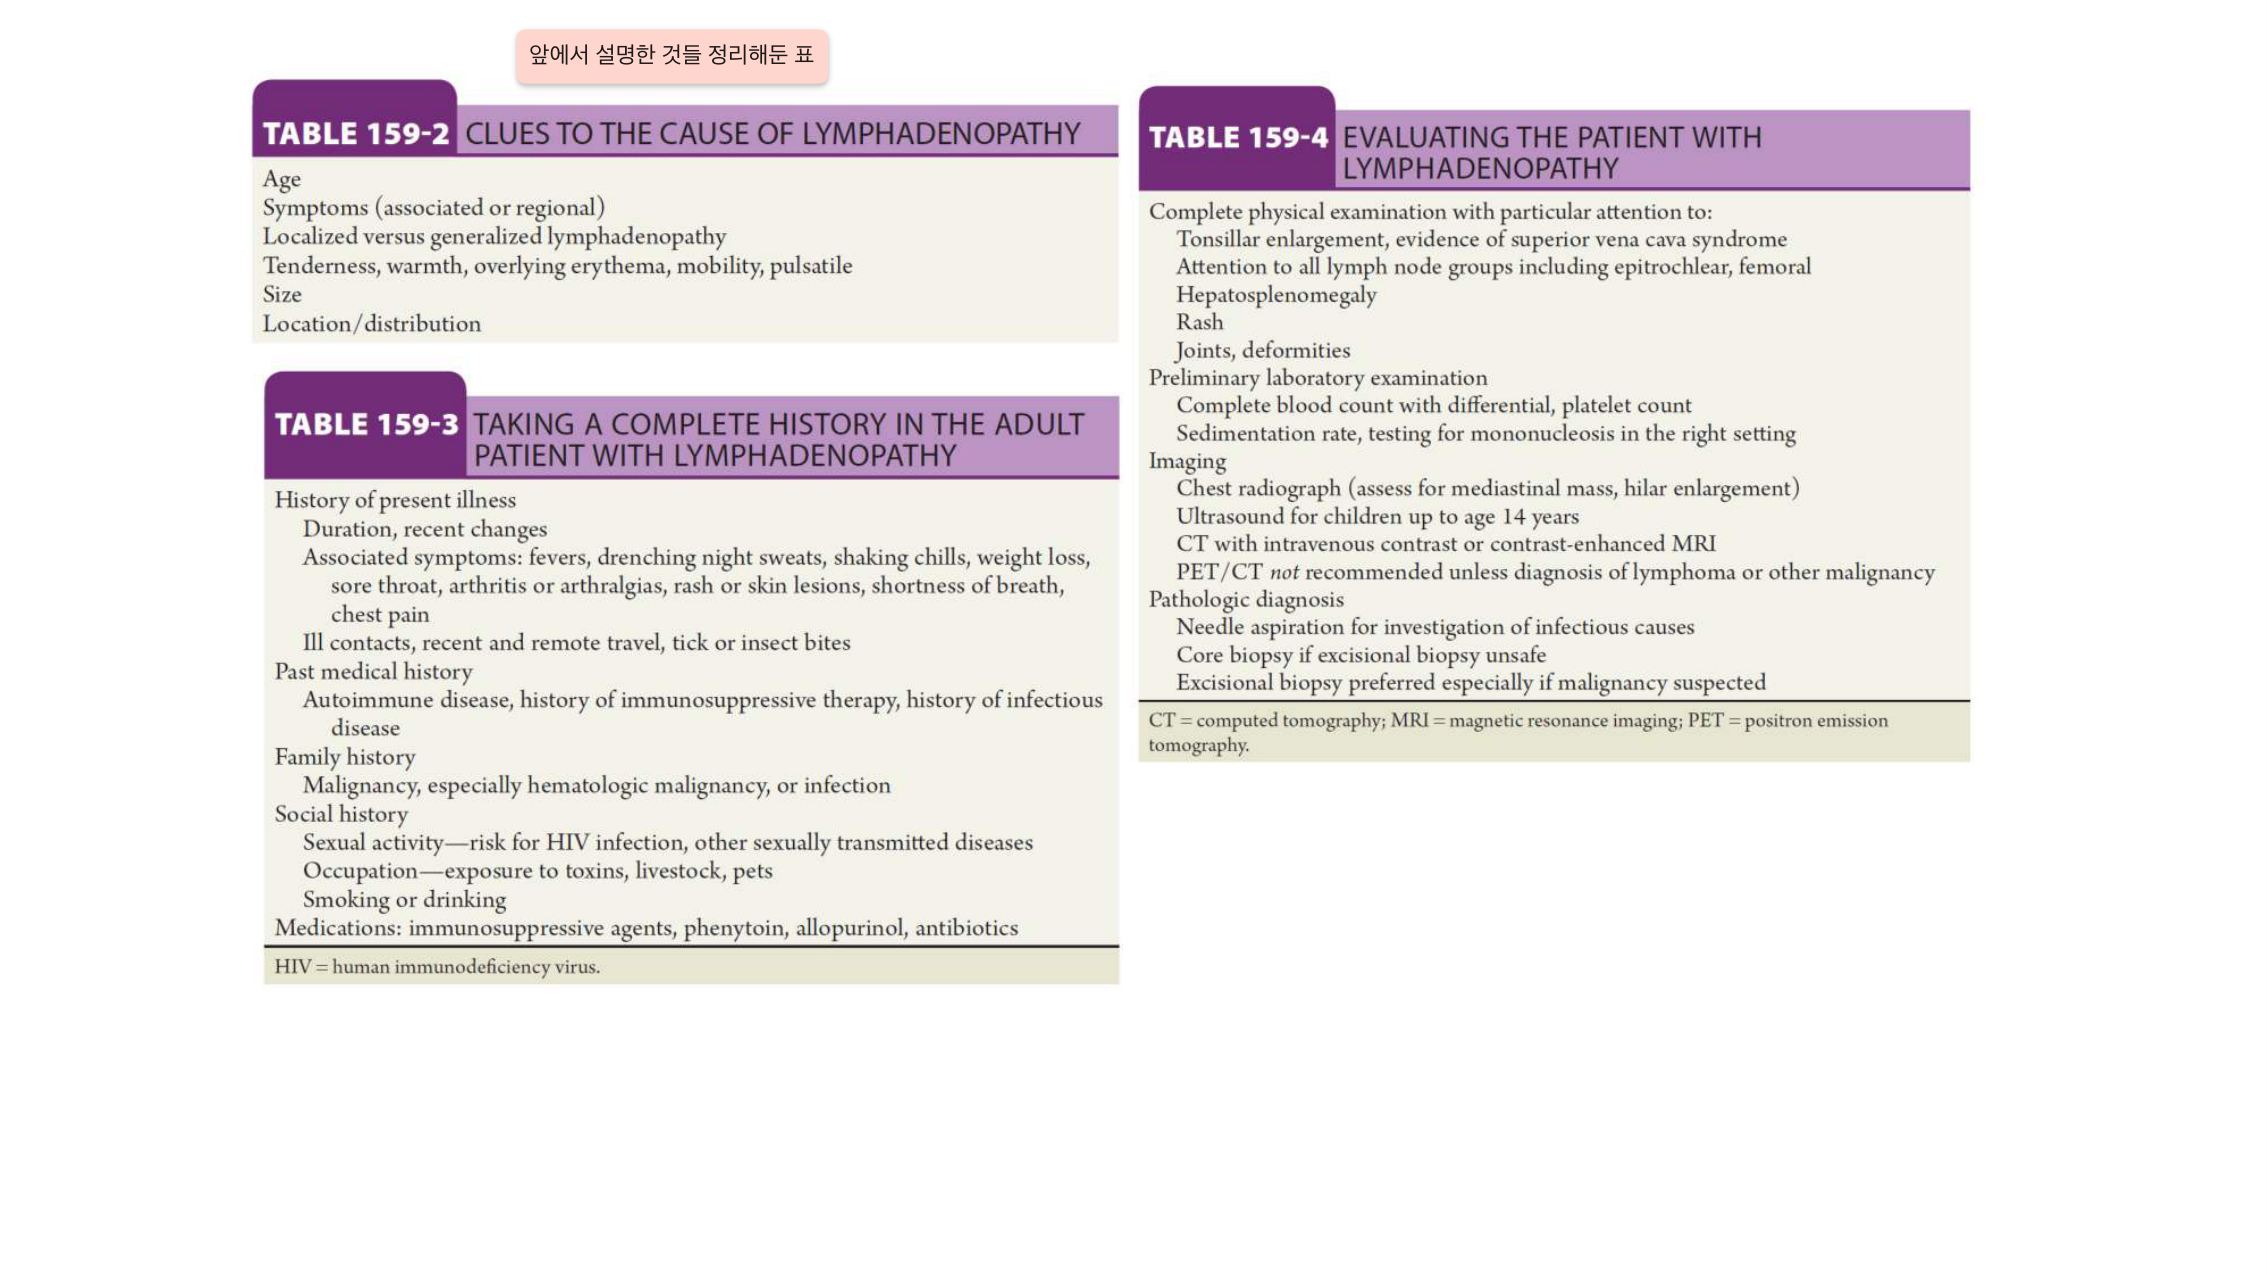 앞에서 설명한 것들 정리해둔 표
TABLE 159-2 CLUES TO THE CAUSE OF LYMPHADENOPATHY
Age
Symptoms (associated or regional)
Localized versus generalized lymphadenopathy
Tenderness, warmth, overlying erythema, mobility, pulsatile
Size
Location/distribution
TABLE 159-3 TAKING A COMPLETE HISTORY IN THE ADULT
PATIENT WITH LYMPHADENOPATHY
History of present illness
Duration, recent changes
Associated symptoms: fevers, drenching night sweats, shaking chills, weight loss,
sore throat, arthritis or arthralgias, rash or skin lesions, shortness of breath,
chest pain
Ill contacts, recent and remote travel, tick or insect bites
Past medical history
Autoimmune disease, history of immunosuppressive therapy, history of infectious
disease
Family history
Malignancy, especially hematologic malignancy, or infection
Social history
Sexual activity—risk for HIV infection, other sexually transmitted diseases
Occupation—exposure to toxins, livestock, pets
Smoking or drinking
Medications: immunosuppressive agents, phenytoin, allopurinol, antibiotics
HIV = human immunodeficiency virus.
TABLE 159-4 EVALUATING THE PATIENT WITH
LYMPHADENOPATHY
Complete physical examination with particular attention to:
Tonsillar enlargement, evidence of superior vena cava syndrome
Attention to all lymph node groups including epitrochlear, femoral
Hepatosplenomegaly
Rash
Joints, deformities
Preliminary laboratory examination
Complete blood count with differential, platelet count
Sedimentation rate, testing for mononucleosis in the right setting
Imaging
Chest radiograph (assess for mediastinal mass, hilar enlargement)
Ultrasound for children up to age 14 years
CT with intravenous contrast or contrast-enhanced MRI
PET/CT not recommended unless diagnosis of lymphoma or other malignancy
Pathologic diagnosis
Needle aspiration for investigation of infectious causes
Core biopsy if excisional biopsy unsafe
Excisional biopsy preferred especially if malignancy suspected
CT = computed tomography; MRI = magnetic resonance imaging; PET = positron emission
tomography.